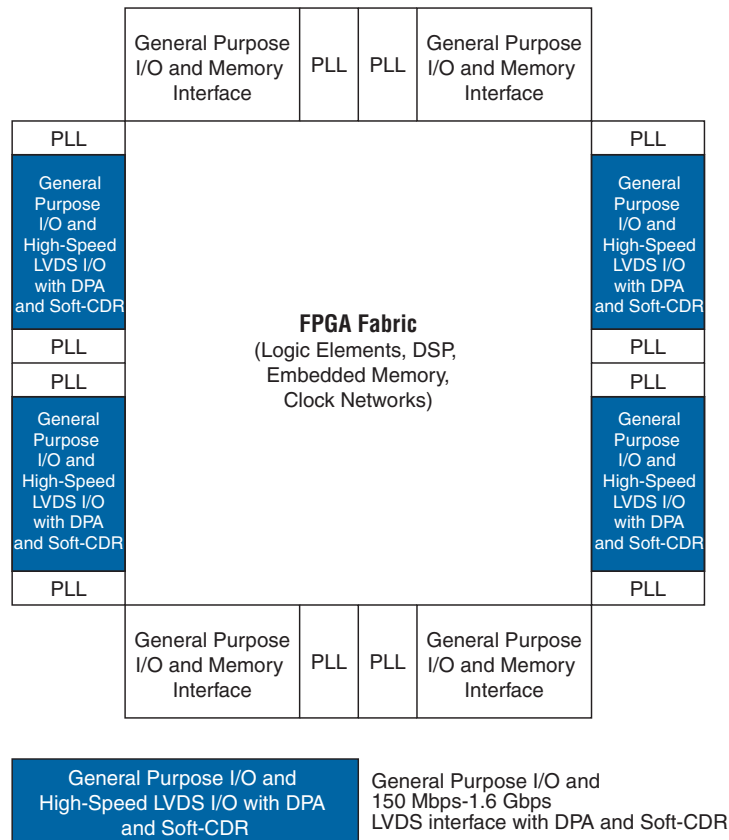 General Purpose
I/O and Memory
Interface
PLL
PLL
General Purpose
I/O and Memory
Interface
PLL
General
Purpose
I/O and
High-Speed
LVDS I/O
with DPA
and Soft-CDR
PLL
PLL
General
Purpose
I/O and
High-Speed
LVDS I/O
with DPA
and Soft-CDR
PLL
FPGA Fabric
(Logic Elements, DSP,
Embedded Memory,
Clock Networks)
PLL
General
Purpose
I/O and
High-Speed
LVDS I/O
with DPA
and Soft-CDR
PLL
PLL
General
Purpose
I/O and
High-Speed
LVDS I/O
with DPA
and Soft-CDR
PLL
General Purpose
I/O and Memory
Interface
PLL
PLL
General Purpose
I/O and Memory
Interface
General Purpose I/O and
High-Speed LVDS I/O with DPA
and Soft-CDR
General Purpose I/O and
150 Mbps-1.6 Gbps
LVDS interface with DPA and Soft-CDR